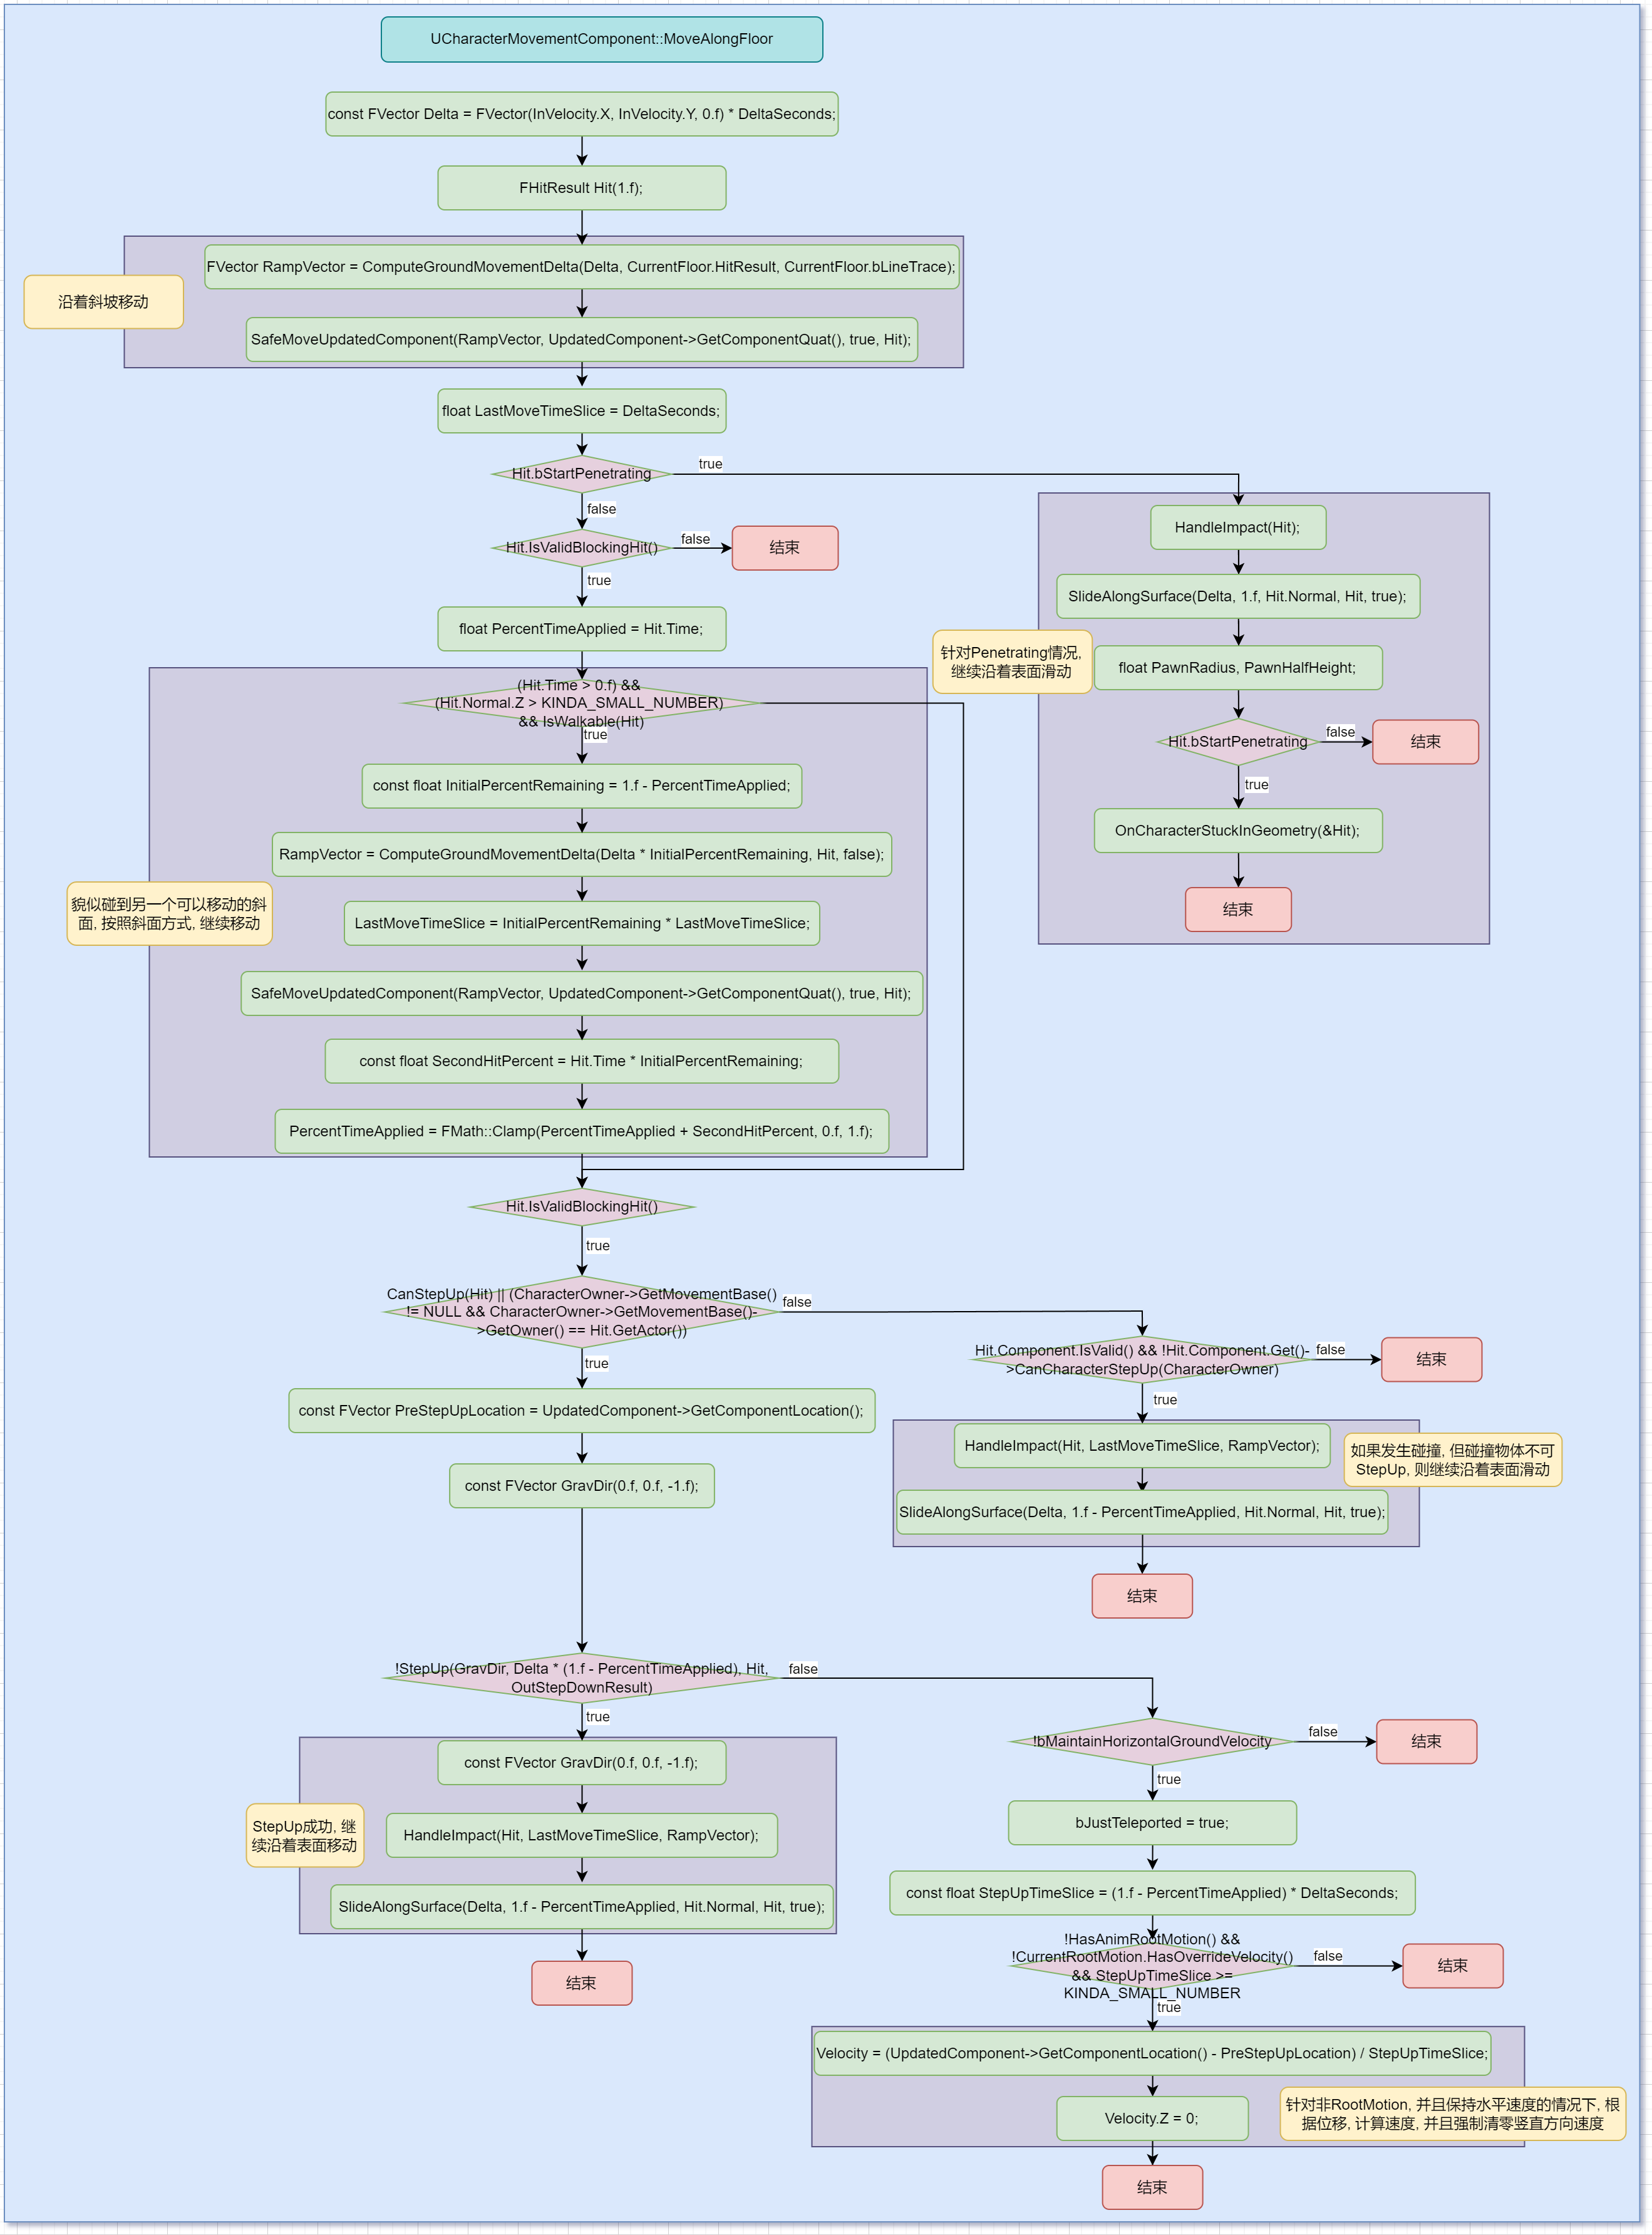 UCharacterMovementComponent::MoveAlongFloor
const FVector Delta = FVector(InVelocity.X, InVelocity.Y, 0.f) * DeltaSeconds;
FHitResult Hit(1.f);
FVector RampVector = ComputeGroundMovementDelta(Delta, CurrentFloor.HitResult, CurrentFloor.bLineTrace);
沿着斜坡移动
SafeMoveUpdatedComponent(RampVector, UpdatedComponent->GetComponentQuat(), true, Hit);
float LastMoveTimeSlice = DeltaSeconds;
Hit.bStartPenetrating
true
false
Hit.IsValidBlockingHit()
false
结束
true
float PercentTimeApplied = Hit.Time;
HandleImpact(Hit);
SlideAlongSurface(Delta, 1.f, Hit.Normal, Hit, true);
针对Penetrating情况,
继续沿着表面滑动
float PawnRadius, PawnHalfHeight;
Hit.bStartPenetrating
false
结束
true
OnCharacterStuckInGeometry(&Hit);
结束
(Hit.Time > 0.f) &&
(Hit.Normal.Z > KINDA_SMALL_NUMBER)
&& IsWalkable(Hit)
true
const float InitialPercentRemaining = 1.f - PercentTimeApplied;
RampVector = ComputeGroundMovementDelta(Delta * InitialPercentRemaining, Hit, false);
貌似碰到另一个可以移动的斜
面, 按照斜面方式, 继续移动
LastMoveTimeSlice = InitialPercentRemaining * LastMoveTimeSlice;
SafeMoveUpdatedComponent(RampVector, UpdatedComponent->GetComponentQuat(), true, Hit);
const float SecondHitPercent = Hit.Time * InitialPercentRemaining;
PercentTimeApplied = FMath::Clamp(PercentTimeApplied + SecondHitPercent, 0.f, 1.f);
Hit.IsValidBlockingHit()
true
CanStepUp(Hit) || (CharacterOwner->GetMovementBase()
!= NULL && CharacterOwner->GetMovementBase()-
>GetOwner() == Hit.GetActor())
false
true
Hit.Component.IsValid() && !Hit.Component.Get()-
>CanCharacterStepUp(CharacterOwner)
false
结束
true
const FVector PreStepUpLocation = UpdatedComponent->GetComponentLocation();
const FVector GravDir(0.f, 0.f, -1.f);
HandleImpact(Hit, LastMoveTimeSlice, RampVector);
如果发生碰撞, 但碰撞物体不可
StepUp, 则继续沿着表面滑动
SlideAlongSurface(Delta, 1.f - PercentTimeApplied, Hit.Normal, Hit, true);
结束
!StepUp(GravDir, Delta * (1.f - PercentTimeApplied), Hit,
OutStepDownResult)
false
true
const FVector GravDir(0.f, 0.f, -1.f);
StepUp成功, 继
续沿着表面移动
HandleImpact(Hit, LastMoveTimeSlice, RampVector);
SlideAlongSurface(Delta, 1.f - PercentTimeApplied, Hit.Normal, Hit, true);
结束
!bMaintainHorizontalGroundVelocity
false
结束
true
bJustTeleported = true;
const float StepUpTimeSlice = (1.f - PercentTimeApplied) * DeltaSeconds;
!HasAnimRootMotion() &&
!CurrentRootMotion.HasOverrideVelocity()
&& StepUpTimeSlice >=
KINDA_SMALL_NUMBER
false
结束
true
Velocity = (UpdatedComponent->GetComponentLocation() - PreStepUpLocation) / StepUpTimeSlice;
Velocity.Z = 0;
针对非RootMotion, 并且保持水平速度的情况下, 根
据位移, 计算速度, 并且强制清零竖直方向速度
结束